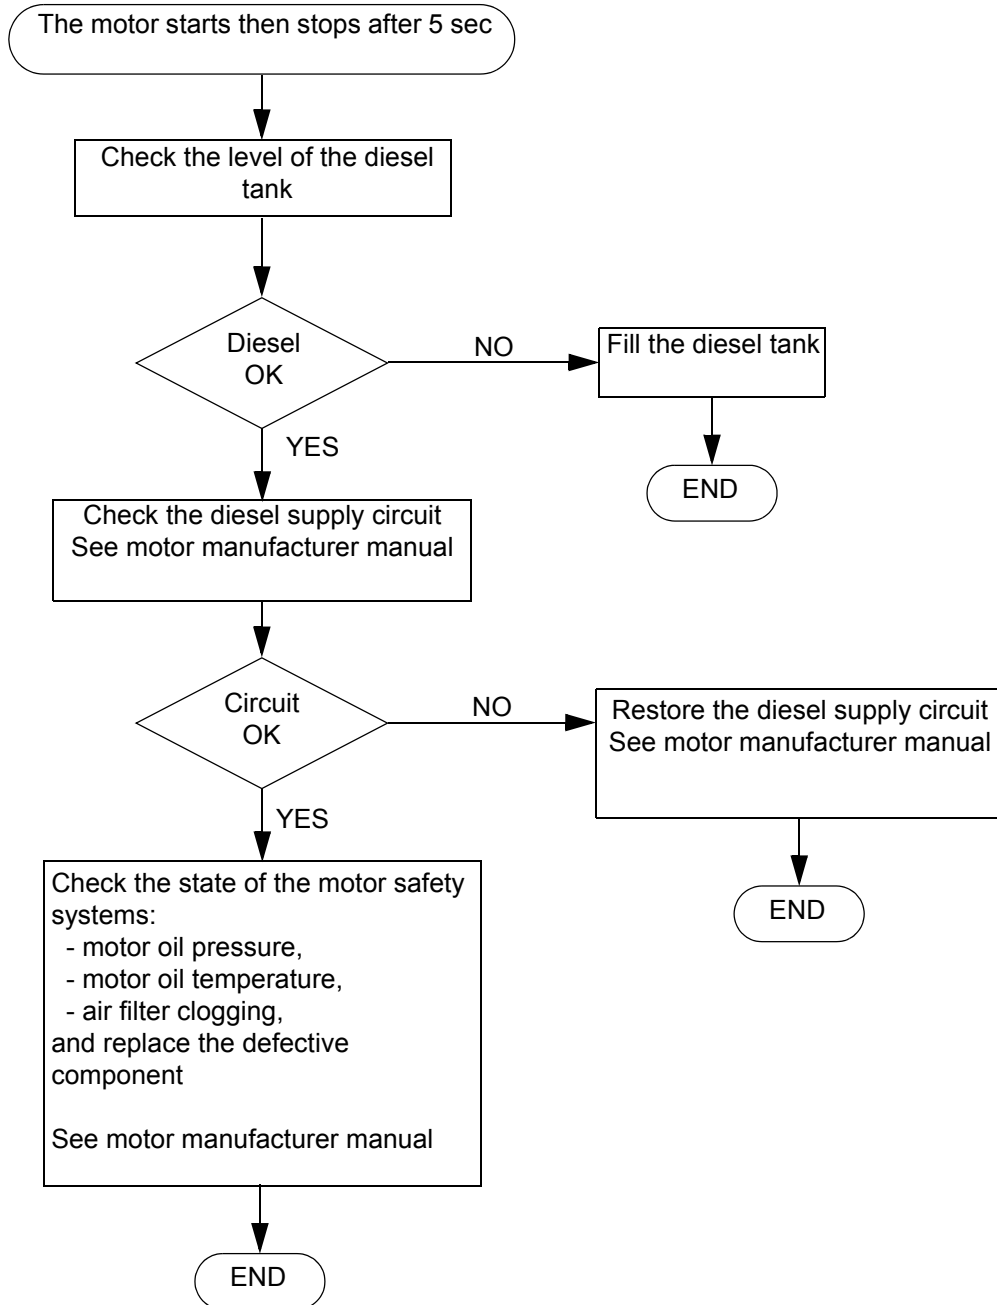 The motor starts then stops after 5 sec
Check the level of the diesel
tank
Diesel
OK
NO
Fill the diesel tank
END
YES
Check the diesel supply circuit
See motor manufacturer manual
Circuit
OK
NO
Restore the diesel supply circuit
See motor manufacturer manual
END
YES
Check the state of the motor safety
systems:
- motor oil pressure,
- motor oil temperature,
- air filter clogging,
and replace the defective
component
See motor manufacturer manual
END